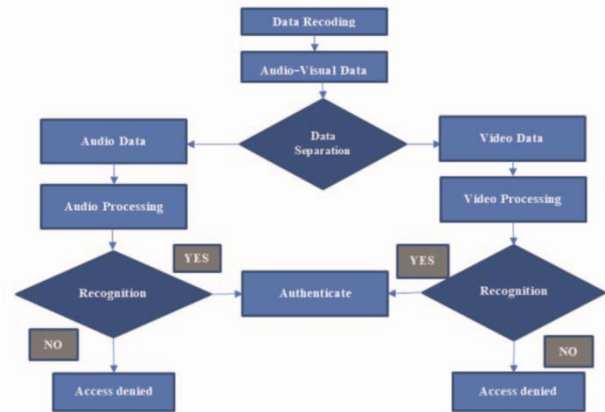 Data Recoding
Audio-Visual Data
Data
Separation
Audio Data
Video Data
Audio Processing
Video Processing
YES
YES
Recognition
Authenticate
Recognition
NO
NO
Access denied
Access denied